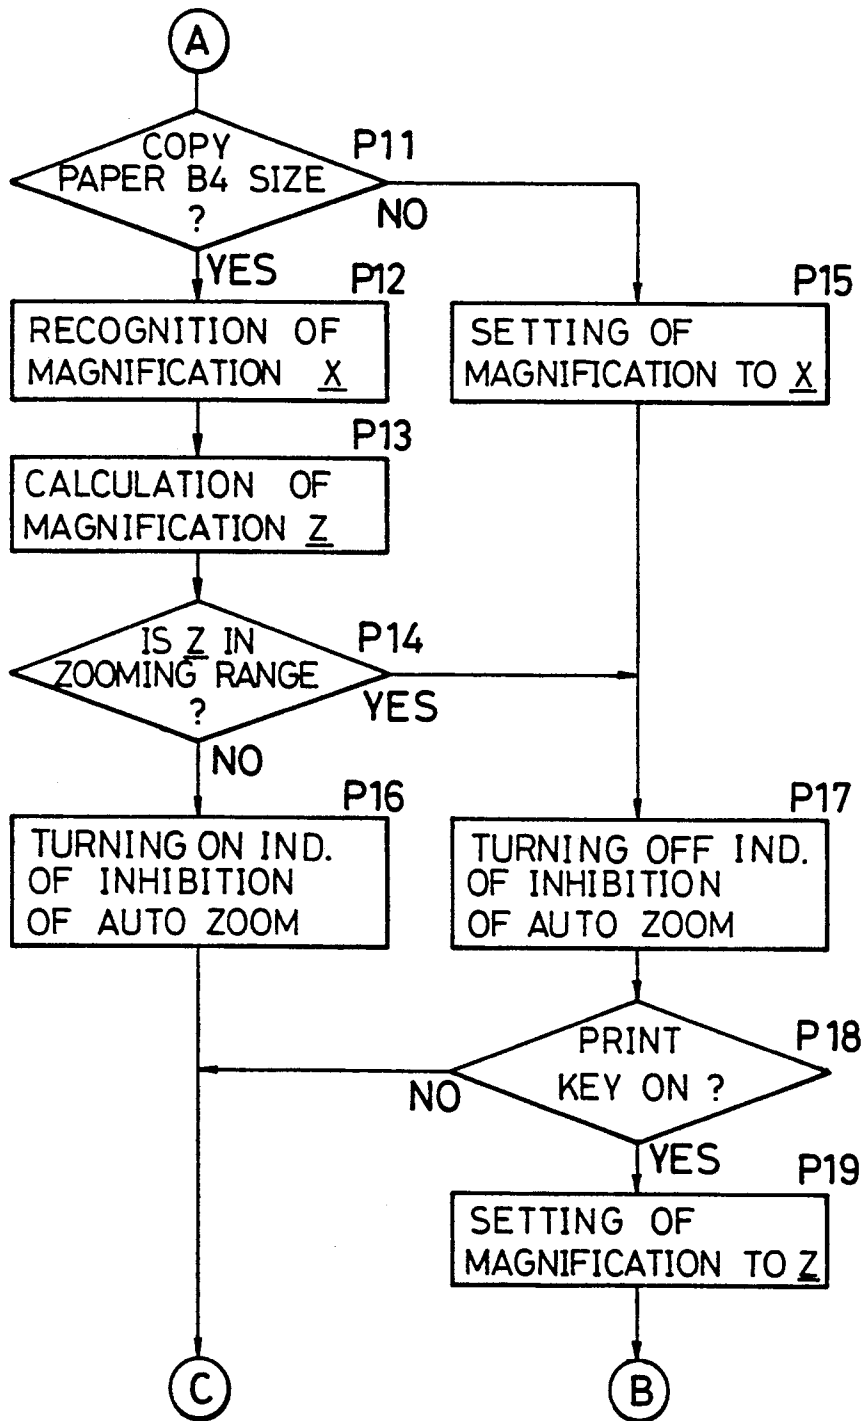 A
COPY
PAPER B4 SIZE
?
P11
NO
YES
P12
RECOGNITION OF
MAGNIFICATION X
P15
SETTING OF
MAGNIFICATION TO X
P13
CALCULATION OF
MAGNIFICATION Z
IS Z IN
ZOOMING RANGE
?
P14
YES
NO
P16
TURNING ON IND.
OF INHIBITION
OF AUTO ZOOM
P17
TURNING OFF IND.
OF INHIBITION
OF AUTO ZOOM
PRINT
KEY ON ?
P18
NO
YES
P19
SETTING OF
MAGNIFICATION TO Z
C
B